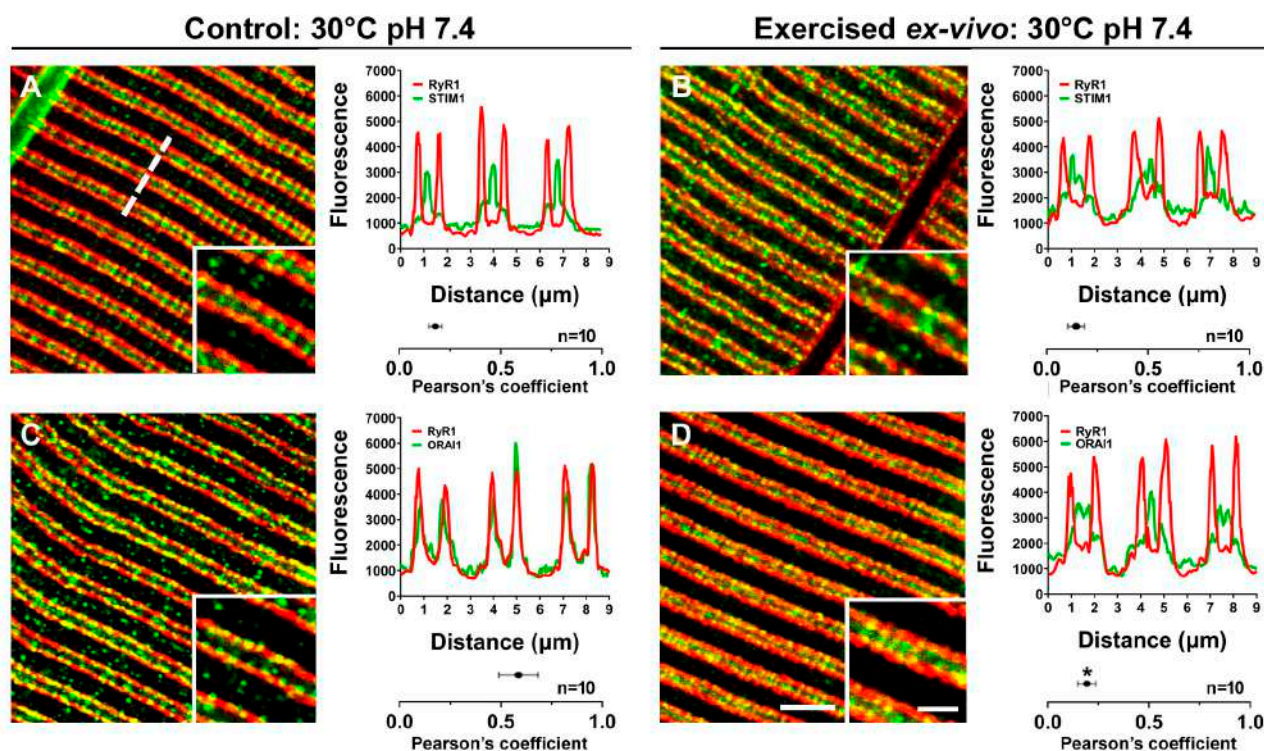 Control: 30°C pH 7.4
Exercised ex-vivo: 30°C pH 7.4
A
7000
6000
5000
4000
3000
2000
1000
0
Fluorescence
RyR1
STIM1
0 1 2 3 4 5 6 7 8 9
Distance (µm)
n=10
0.0 0.5 1.0
Pearson's coefficient
B
7000
6000
5000
4000
3000
2000
1000
0
Fluorescence
RyR1
STIM1
0 1 2 3 4 5 6 7 8 9
Distance (µm)
n=10
0.0 0.5 1.0
Pearson's coefficient
C
7000
6000
5000
4000
3000
2000
1000
0
Fluorescence
RyR1
ORAI1
0 1 2 3 4 5 6 7 8 9
Distance (µm)
n=10
0.0 0.5 1.0
Pearson's coefficient
D
7000
6000
5000
4000
3000
2000
1000
0
Fluorescence
RyR1
ORAI1
0 1 2 3 4 5 6 7 8 9
Distance (µm)
*
n=10
0.0 0.5 1.0
Pearson's coefficient